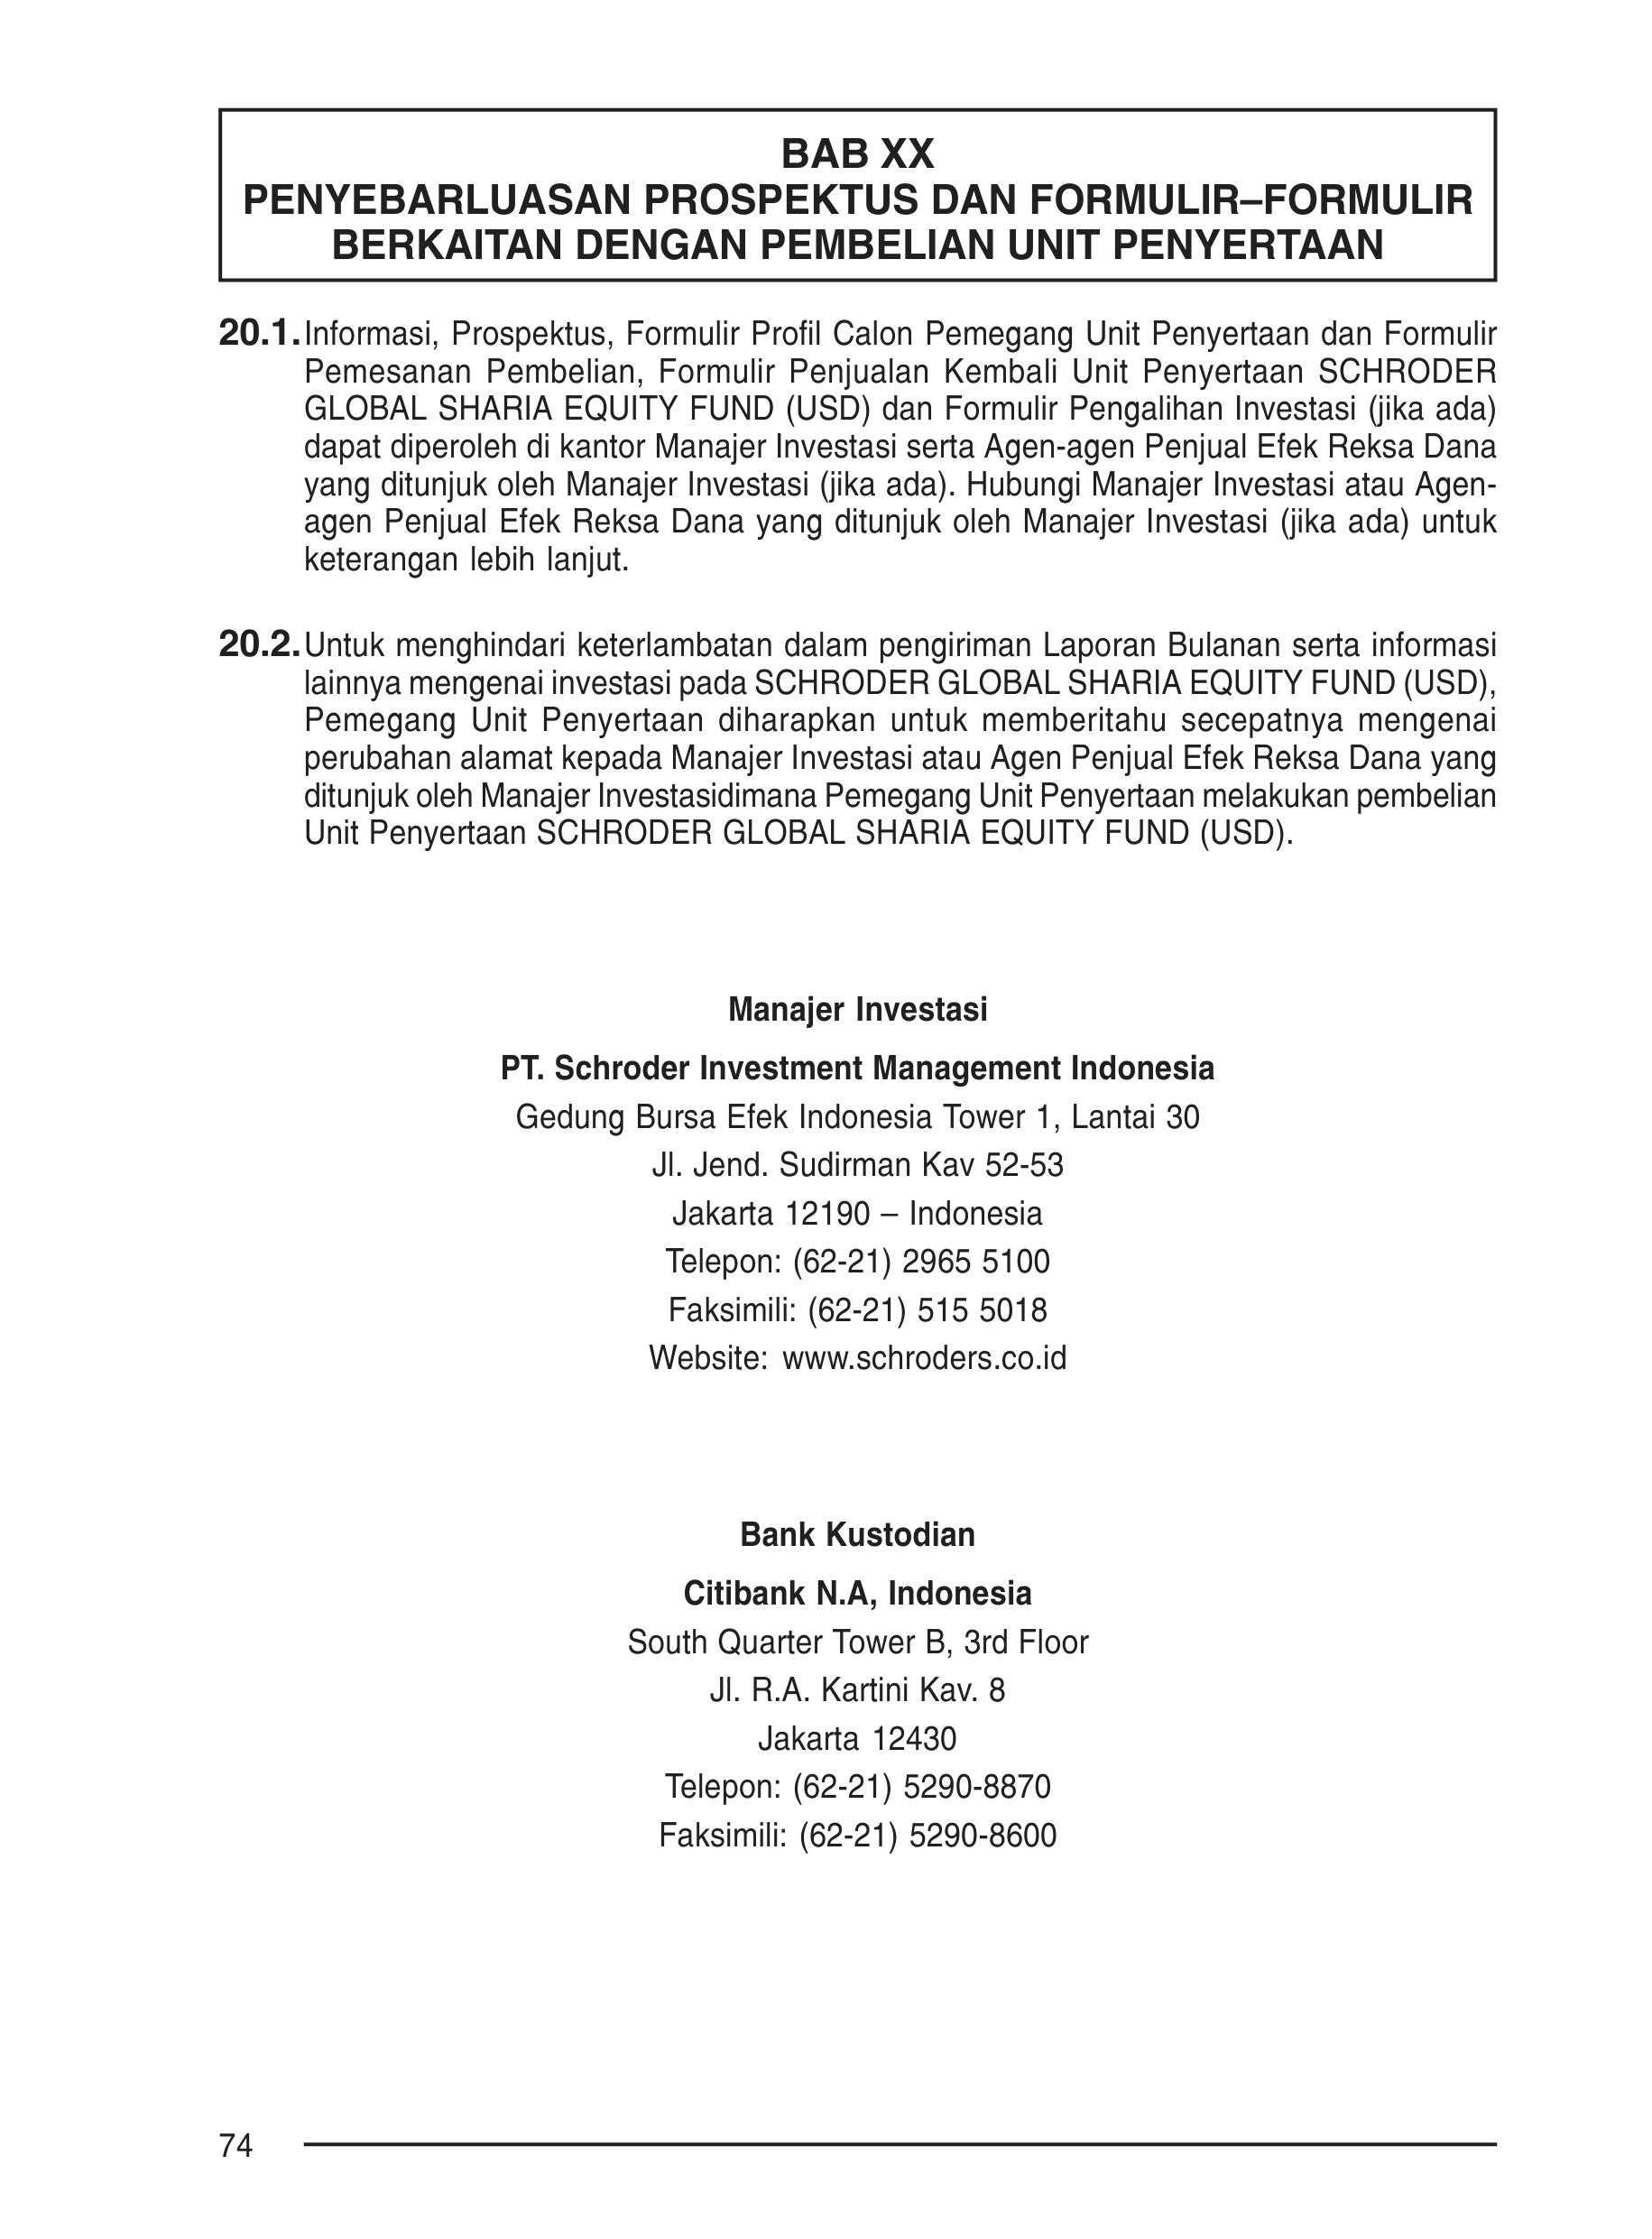 BAB XX
PENYEBARLUASAN PROSPEKTUS DAN FORMULIR–FORMULIR
BERKAITAN DENGAN PEMBELIAN UNIT PENYERTAAN
20.1. Informasi, Prospektus, Formulir Profil Calon Pemegang Unit Penyertaan dan Formulir
Pemesanan Pembelian, Formulir Penjualan Kembali Unit Penyertaan SCHRODER
GLOBAL SHARIA EQUITY FUND (USD) dan Formulir Pengalihan Investasi (jika ada)
dapat diperoleh di kantor Manajer Investasi serta Agen-agen Penjual Efek Reksa Dana
yang ditunjuk oleh Manajer Investasi (jika ada). Hubungi Manajer Investasi atau Agen-
agen Penjual Efek Reksa Dana yang ditunjuk oleh Manajer Investasi (jika ada) untuk
keterangan lebih lanjut.
20.2. Untuk menghindari keterlambatan dalam pengiriman Laporan Bulanan serta informasi
lainnya mengenai investasi pada SCHRODER GLOBAL SHARIA EQUITY FUND (USD),
Pemegang Unit Penyertaan diharapkan untuk memberitahu secepatnya mengenai
perubahan alamat kepada Manajer Investasi atau Agen Penjual Efek Reksa Dana yang
ditunjuk oleh Manajer Investasidimana Pemegang Unit Penyertaan melakukan pembelian
Unit Penyertaan SCHRODER GLOBAL SHARIA EQUITY FUND (USD).
Manajer Investasi
PT. Schroder Investment Management Indonesia
Gedung Bursa Efek Indonesia Tower 1, Lantai 30
Jl. Jend. Sudirman Kav 52-53
Jakarta 12190 – Indonesia
Telepon: (62-21) 2965 5100
Faksimili: (62-21) 515 5018
Website: www.schroders.co.id
Bank Kustodian
Citibank N.A, Indonesia
South Quarter Tower B, 3rd Floor
Jl. R.A. Kartini Kav. 8
Jakarta 12430
Telepon: (62-21) 5290-8870
Faksimili: (62-21) 5290-8600
74